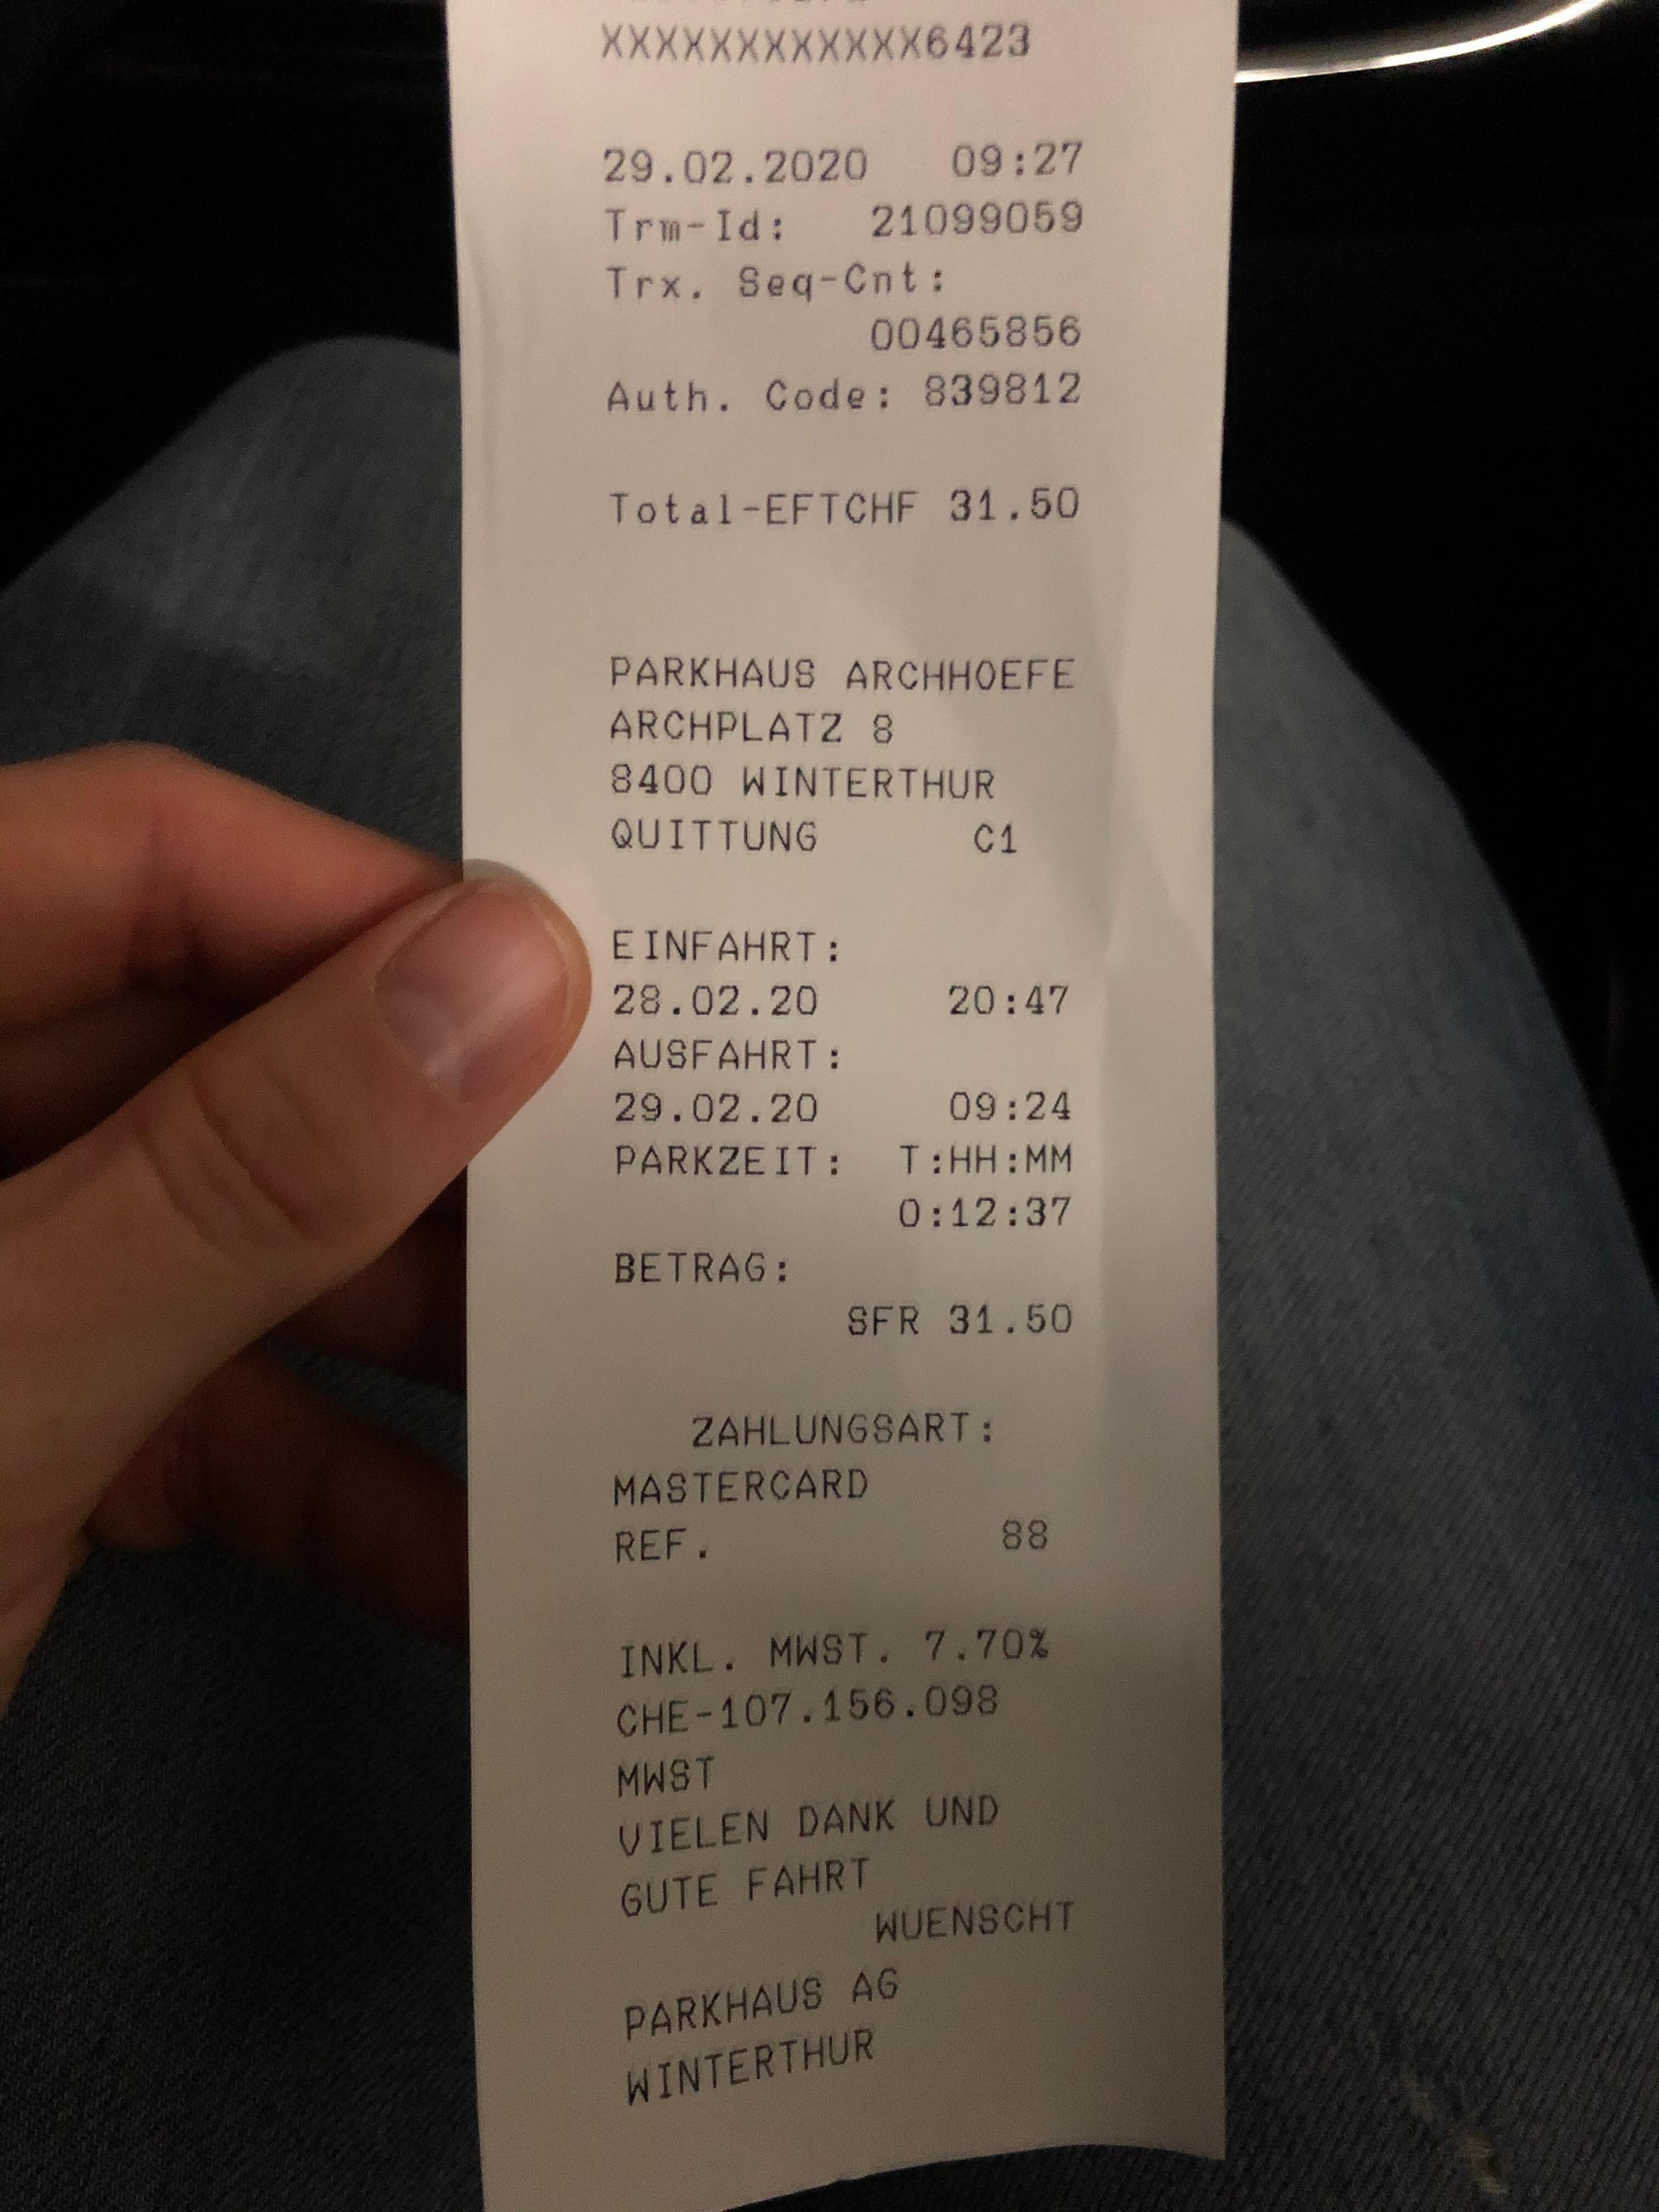 XXXXXXXXXXXX6423
29.02.2020 09:27
Trm-Id: 21099059
Trx. Seq-Cnt:
00465856
Auth. Code: 839812
Total-EFTCHF 31.50
PARKHAUS ARCHHOEFE
ARCHPLATZ 8
8400 WINTERTHUR
QUITTUNG C1
EINFAHRT:
28.02.20 20:47
AUSFAHRT:
29.02.20 09:24
PARKZEIT: T:HH:MM
0:12:37
BETRAG:
SFR 31.50
ZAHLUNGSART:
MASTERCARD
REF. 88
INKL. MWST. 7.70%
CHE-107.156.098
MWST
VIELEN DANK UND
GUTE FAHRT
WUENSCHT
PARKHAUS AG
WINTERTHUR